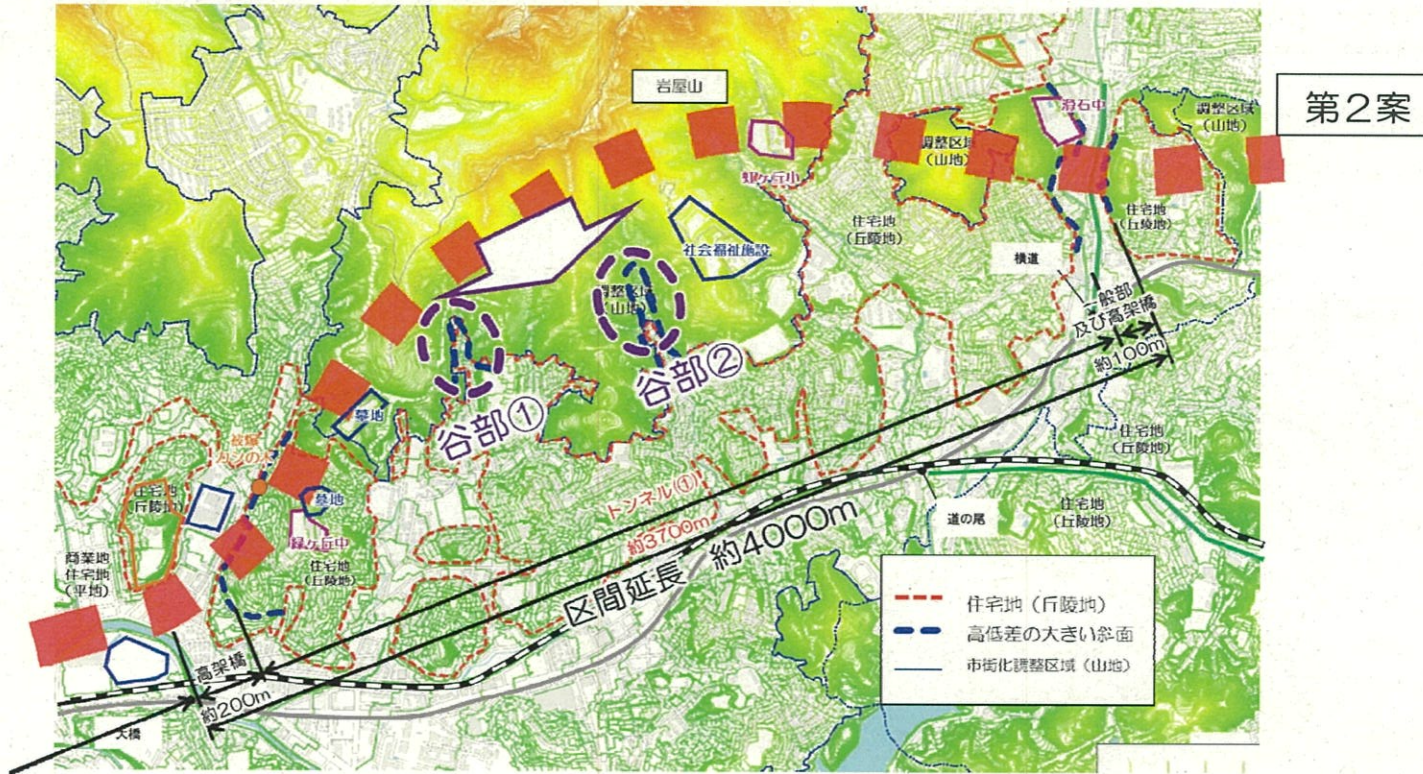 第2案
岩屋山
滑石中
調整区域
(山地)
調整区域
(山地)
虹ヶ丘小
住宅地
(丘陵地)
住宅地
(丘陵地)
社会福祉施設
横道
調整区域
(山地)
一般部
及び高架橋
約100m
谷部①
谷部②
墓地
被爆
墓地
緑ヶ丘中
住宅地
(丘陵地)
住宅地
(丘陵地)
商業地
住宅地
(平地)
トンネル(①)
約3700m
区間延長 約4000m
住宅地
(丘陵地)
道の尾
住宅地
(丘陵地)
高架橋
約200m
大橋
住宅地(丘陵地)
高低差の大きい斜面
市街化調整区域(山地)